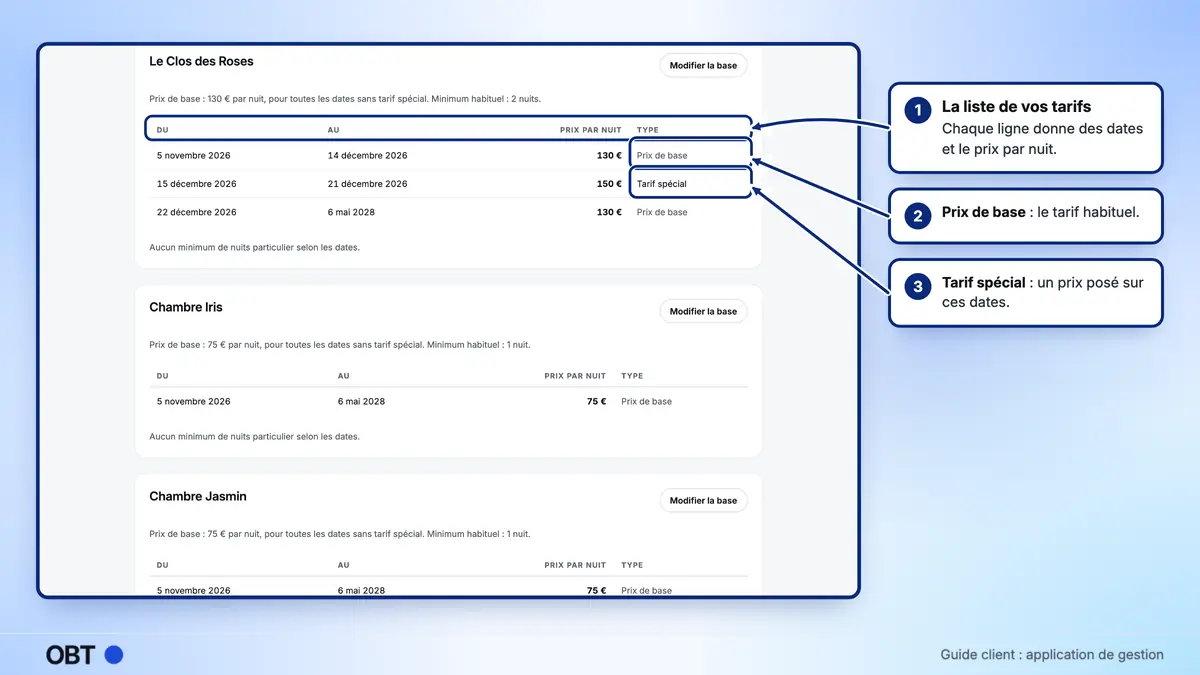 Le Clos des Roses
Modifier la base
Prix de base : 130 € par nuit, pour toutes les dates sans tarif spécial. Minimum habituel : 2 nuits.
DU AU PRIX PAR NUIT TYPE
5 novembre 2026 14 décembre 2026 130 € Prix de base
15 décembre 2026 21 décembre 2026 150 € Tarif spécial
22 décembre 2026 6 mai 2028 130 € Prix de base
Aucun minimum de nuits particulier selon les dates.
Chambre Iris
Modifier la base
Prix de base : 75 € par nuit, pour toutes les dates sans tarif spécial. Minimum habituel : 1 nuit.
DU AU PRIX PAR NUIT TYPE
5 novembre 2026 6 mai 2028 75 € Prix de base
Aucun minimum de nuits particulier selon les dates.
Chambre Jasmin
Modifier la base
Prix de base : 75 € par nuit, pour toutes les dates sans tarif spécial. Minimum habituel : 1 nuit.
DU AU PRIX PAR NUIT TYPE
5 novembre 2026 6 mai 2028 75 € Prix de base
1 La liste de vos tarifs
Chaque ligne donne des dates
et le prix par nuit.
2 Prix de base : le tarif habituel.
3 Tarif spécial : un prix posé sur
ces dates.
OBT
Guide client : application de gestion